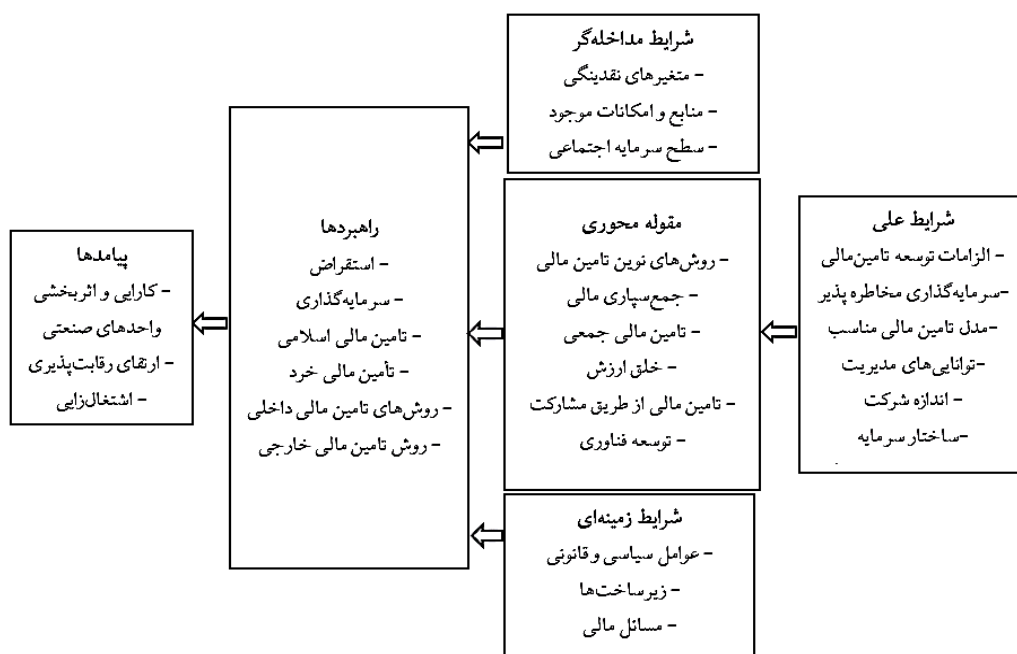 شرایط مداخله‌گر
- متغیرهای نقدینگی
- منابع و امکانات موجود
- سطح سرمایه اجتماعی
شرایط علی
- الزامات توسعه تامین‌مالی
-سرمایه‌گذاری مخاطره پذیر
-مدل تامین مالی مناسب
-توانایی‌های مدیریت
- اندازه شرکت
-ساختار سرمایه
مقوله محوری
- روش‌های نوین تامین مالی
- جمع‌سپاری مالی
- تامین مالی جمعی
- خلق ارزش
- تامین مالی از طریق مشارکت
- توسعه فناوری
شرایط زمینه‌ای
- عوامل سیاسی و قانونی
- زیرساخت‌ها
- مسائل مالی
راهبردها
- استقراض
- سرمایه‌گذاری
- تامین مالی اسلامی
- تأمین مالی خرد
- روش‌های تامین مالی داخلی
- روش تامین مالی خارجی
پیامدها
- کارایی و اثربخشی
واحدهای صنعتی
- ارتقای رقابت‌پذیری
- اشتغال‌زایی